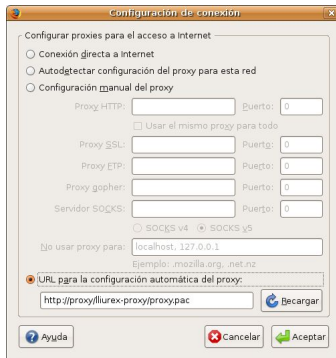 Configuración de conexión
Configurar proxies para el acceso a Internet
Conexión directa a Internet
Autodetectar configuración del proxy para esta red
Configuración manual del proxy
Proxy HTTP: Puerto: 0
Usar el mismo proxy para todo
Proxy SSL: Puerto: 0
Proxy FTP: Puerto: 0
Proxy gopher: Puerto: 0
Servidor SOCKS: Puerto: 0
SOCKS v4 SOCKS v5
No usar proxy para: localhost, 127.0.0.1
Ejemplo: .mozilla.org, .net.nz
URL para la configuración automática del proxy:
http://proxy/lliurex-proxy/proxy.pac Recargar
Ayuda Cancelar Aceptar